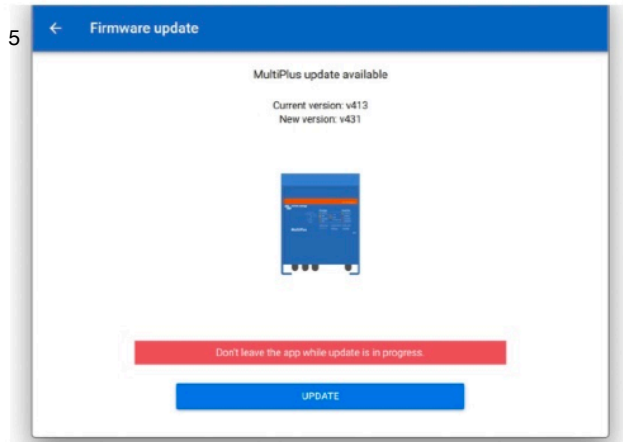 5
← Firmware update
MultiPlus update available
Current version: v413
New version: v431
MultiPlus
Don't leave the app while update is in progress.
UPDATE